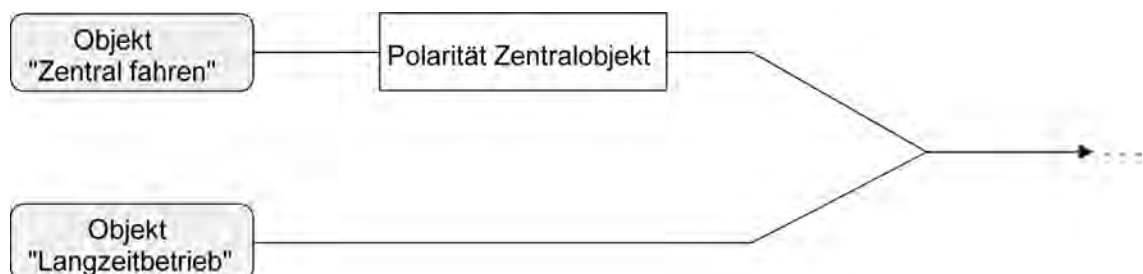 Objekt
"Zentral fahren"
Polarität Zentralobjekt
Objekt
"Langzeitbetrieb"